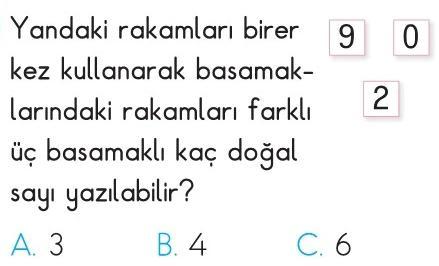 Yandaki rakamları birer
kez kullanarak basamak-
larındaki rakamları farklı
üç basamaklı kaç doğal
sayı yazılabilir?
9 0
2
A. 3 B. 4 C. 6